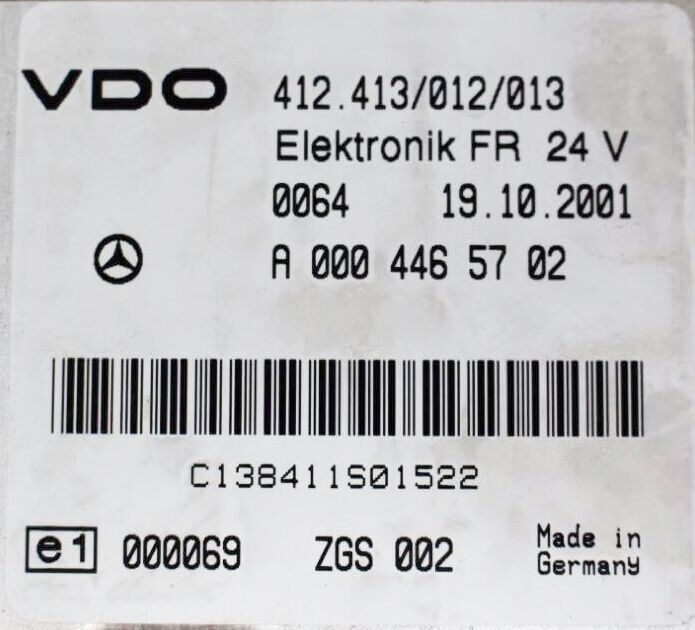 VDO 412.413/012/013
Elektronik FR 24 V
0064 19.10.2001
A 000 446 57 02
C138411S01522
e1 000069 ZGS 002 Made in
Germany